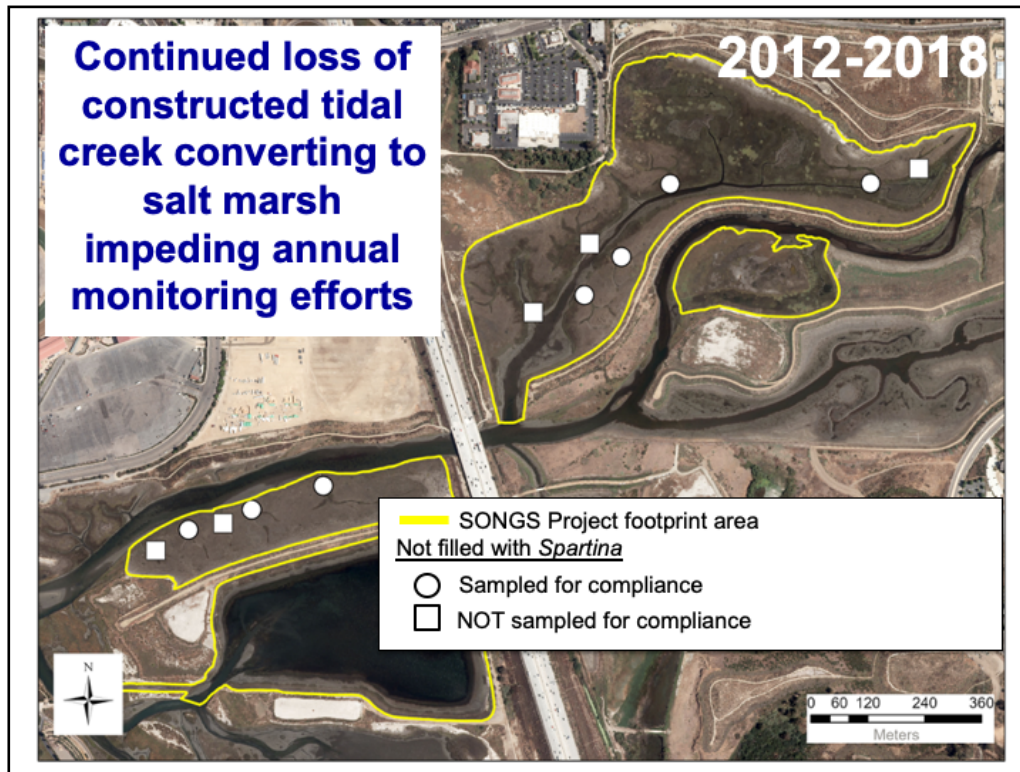 Continued loss of
constructed tidal
creek converting to
salt marsh
impeding annual
monitoring efforts
2012-2018
SONGS Project footprint area
Not filled with Spartina
Sampled for compliance
NOT sampled for compliance
N
0 60 120 240 360
Meters